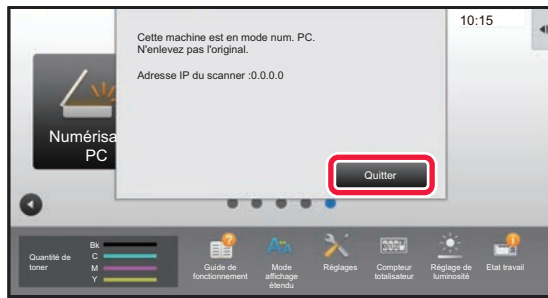 Cette machine est en mode num. PC.
N'enlevez pas l'original.
Adresse IP du scanner :0.0.0.0
10:15
Numérisa
PC
Quitter
Quantité de
toner
Bk
C
M
Y
Guide de
fonctionnement
Mode
affichage
étendu
Réglages
Compteur
totalisateur
Réglage de
luminosité
Etat travail